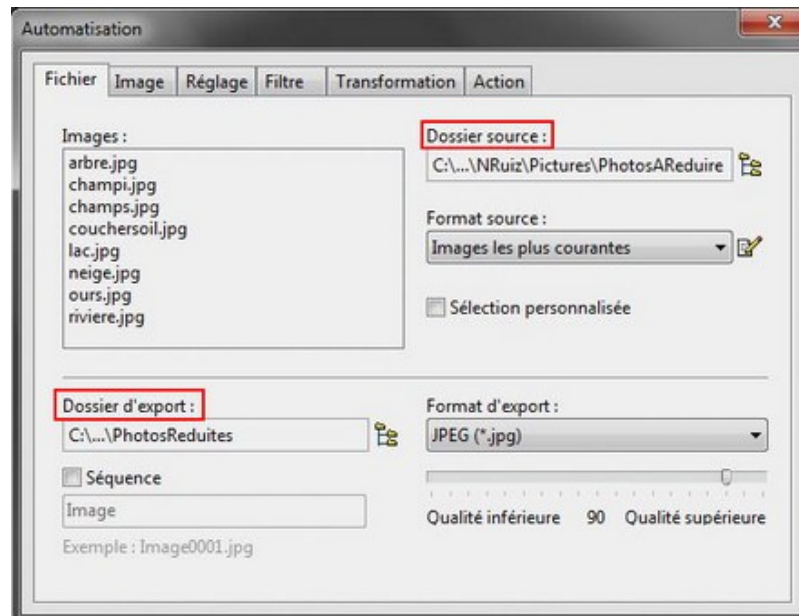 Automatisation
Fichier Image Réglage Filtre Transformation Action
Images :
arbre.jpg
champi.jpg
champs.jpg
couchersoil.jpg
lac.jpg
neige.jpg
ours.jpg
riviere.jpg
Dossier source :
C:\...\NRuiz\Pictures\PhotosAReduire
Format source :
Images les plus courantes
Sélection personnalisée
Dossier d'export :
C:\...\PhotosReduites
Séquence
Image
Exemple : Image0001.jpg
Format d'export :
JPEG (*.jpg)
Qualité inférieure 90 Qualité supérieure